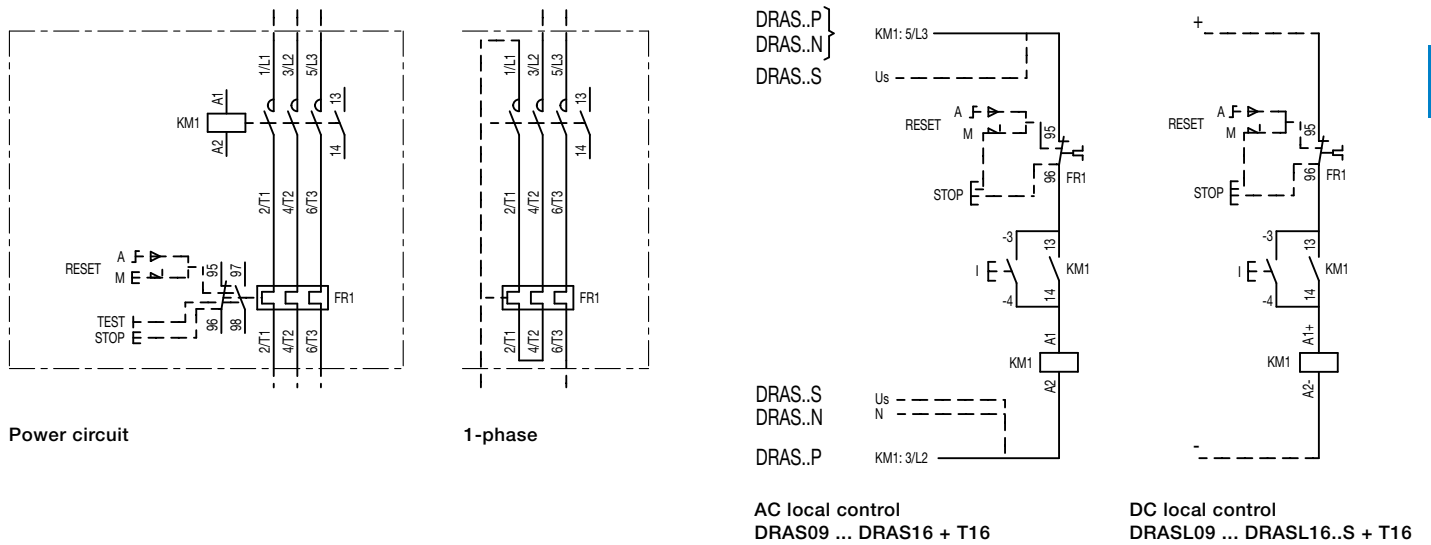 1/L1
3/L2
5/L3
A1
KM1
A2
13
14
2/T1
4/T2
6/T3
RESET
A
M
95
97
FR1
TEST
STOP
96
98
2/T1
4/T2
6/T3
Power circuit
1/L1
3/L2
5/L3
13
14
2/T1
4/T2
6/T3
FR1
2/T1
4/T2
6/T3
1-phase
DRAS..P
DRAS..N
KM1: 5/L3
DRAS..S
Us
RESET
A
M
95
96
FR1
STOP
-3
13
I
KM1
-4
14
A1
KM1
A2
DRAS..S
Us
DRAS..N
N
DRAS..P
KM1: 3/L2
AC local control
DRAS09 ... DRAS16 + T16
+
RESET
A
M
95
96
FR1
STOP
-3
13
I
KM1
-4
14
A1+
KM1
A2-
-
DC local control
DRASL09 ... DRASL16..S + T16